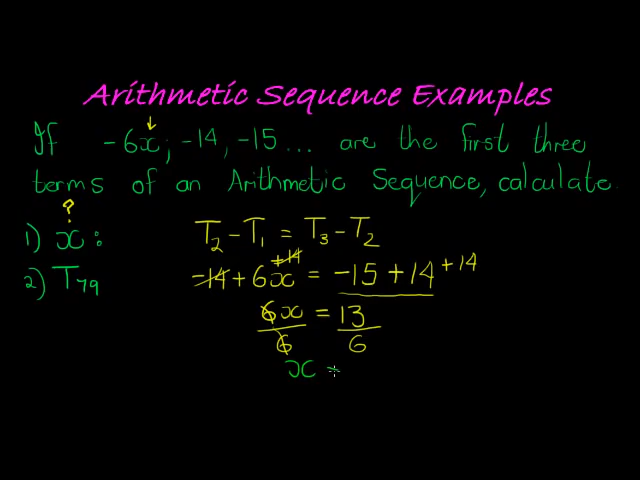 Arithmetic Sequence Examples
If -6x; -14, -15... are the first three
terms of an Arithmetic Sequence, calculate
?
1) x:
T₂ - T₁ = T₃ - T₂
2) T₇₉
+14
-14 + 6x = -15 + 14 +14
6x = 13
6 6
x =